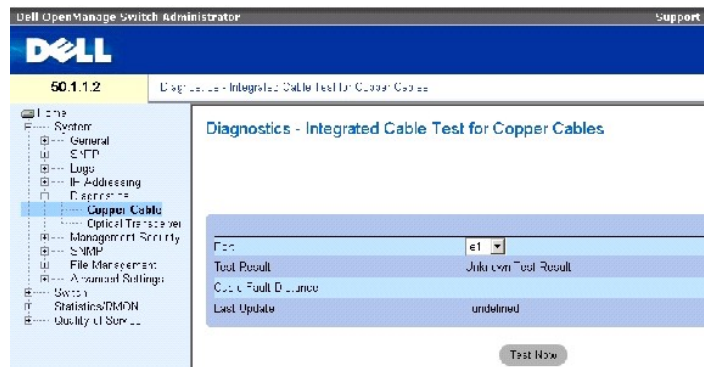 Dell OpenManage Switch Administrator Support
DELL
50.1.1.2
Integrated Cable Test for Copper Cables
Home
System
General
SNTP
Logs
IP Addressing
Diagnostics
Copper Cable
Optical Transceiver
Management Security
SNMP
File Management
Advanced Settings
Switch
Statistics/RMON
Quality of Service
Diagnostics - Integrated Cable Test for Copper Cables
Port e1
Test Result Unknown Test Result
Cable Fault Distance
Last Update undefined
Test Now